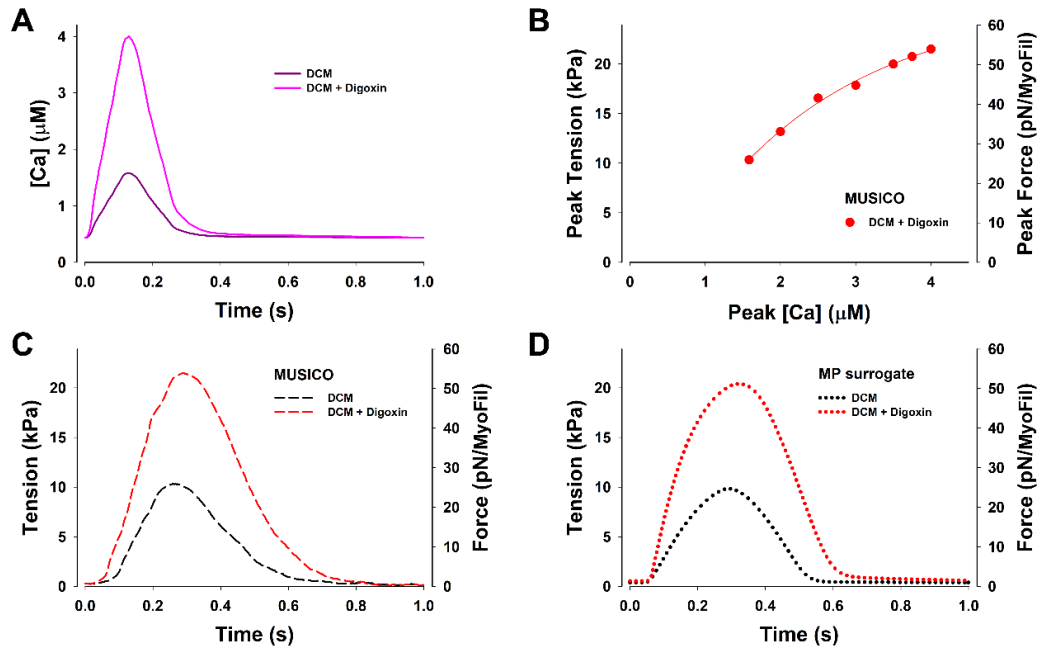 A
[Ca] (μM)
4
3
2
1
0
DCM
DCM + Digoxin
0.0 0.2 0.4 0.6 0.8 1.0
Time (s)
B
Peak Tension (kPa)
20
15
10
5
0
MUSICO
DCM + Digoxin
60
50
40
30
20
10
0
Peak Force (pN/MyoFil)
0 1 2 3 4
Peak [Ca] (μM)
C
Tension (kPa)
20
15
10
5
0
MUSICO
DCM
DCM + Digoxin
60
50
40
30
20
10
0
Force (pN/MyoFil)
0.0 0.2 0.4 0.6 0.8 1.0
Time (s)
D
Tension (kPa)
20
15
10
5
0
MP surrogate
DCM
DCM + Digoxin
60
50
40
30
20
10
0
Force (pN/MyoFil)
0.0 0.2 0.4 0.6 0.8 1.0
Time (s)